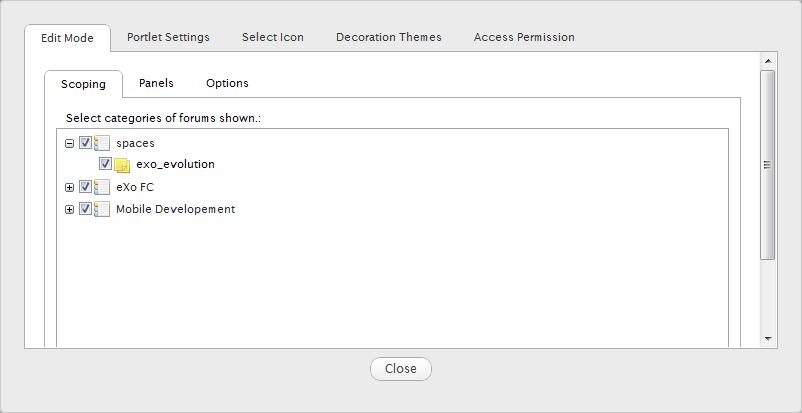 Edit Mode Portlet Settings Select Icon Decoration Themes Access Permission
Scoping Panels Options
Select categories of forums shown.:
spaces
exo_evolution
eXo FC
Mobile Developement
Close